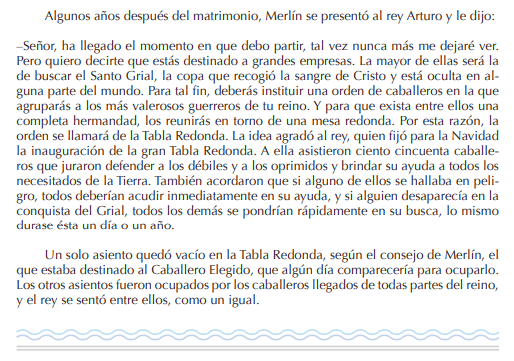 Algunos años después del matrimonio, Merlín se presentó al rey Arturo y le dijo:
–Señor, ha llegado el momento en que debo partir, tal vez nunca más me dejaré ver.
Pero quiero decirte que estás destinado a grandes empresas. La mayor de ellas será la
de buscar el Santo Grial, la copa que recogió la sangre de Cristo y está oculta en al-
guna parte del mundo. Para tal fin, deberás instituir una orden de caballeros en la que
agruparás a los más valerosos guerreros de tu reino. Y para que exista entre ellos una
completa hermandad, los reunirás en torno de una mesa redonda. Por esta razón, la
orden se llamará de la Tabla Redonda. La idea agradó al rey, quien fijó para la Navidad
la inauguración de la gran Tabla Redonda. A ella asistieron ciento cincuenta caballe-
ros que juraron defender a los débiles y a los oprimidos y brindar su ayuda a todos los
necesitados de la Tierra. También acordaron que si alguno de ellos se hallaba en peli-
gro, todos deberían acudir inmediatamente en su ayuda, y si alguien desaparecía en la
conquista del Grial, todos los demás se pondrían rápidamente en su busca, lo mismo
durase ésta un día o un año.
Un solo asiento quedó vacío en la Tabla Redonda, según el consejo de Merlín, el
que estaba destinado al Caballero Elegido, que algún día comparecería para ocuparlo.
Los otros asientos fueron ocupados por los caballeros llegados de todas partes del reino,
y el rey se sentó entre ellos, como un igual.